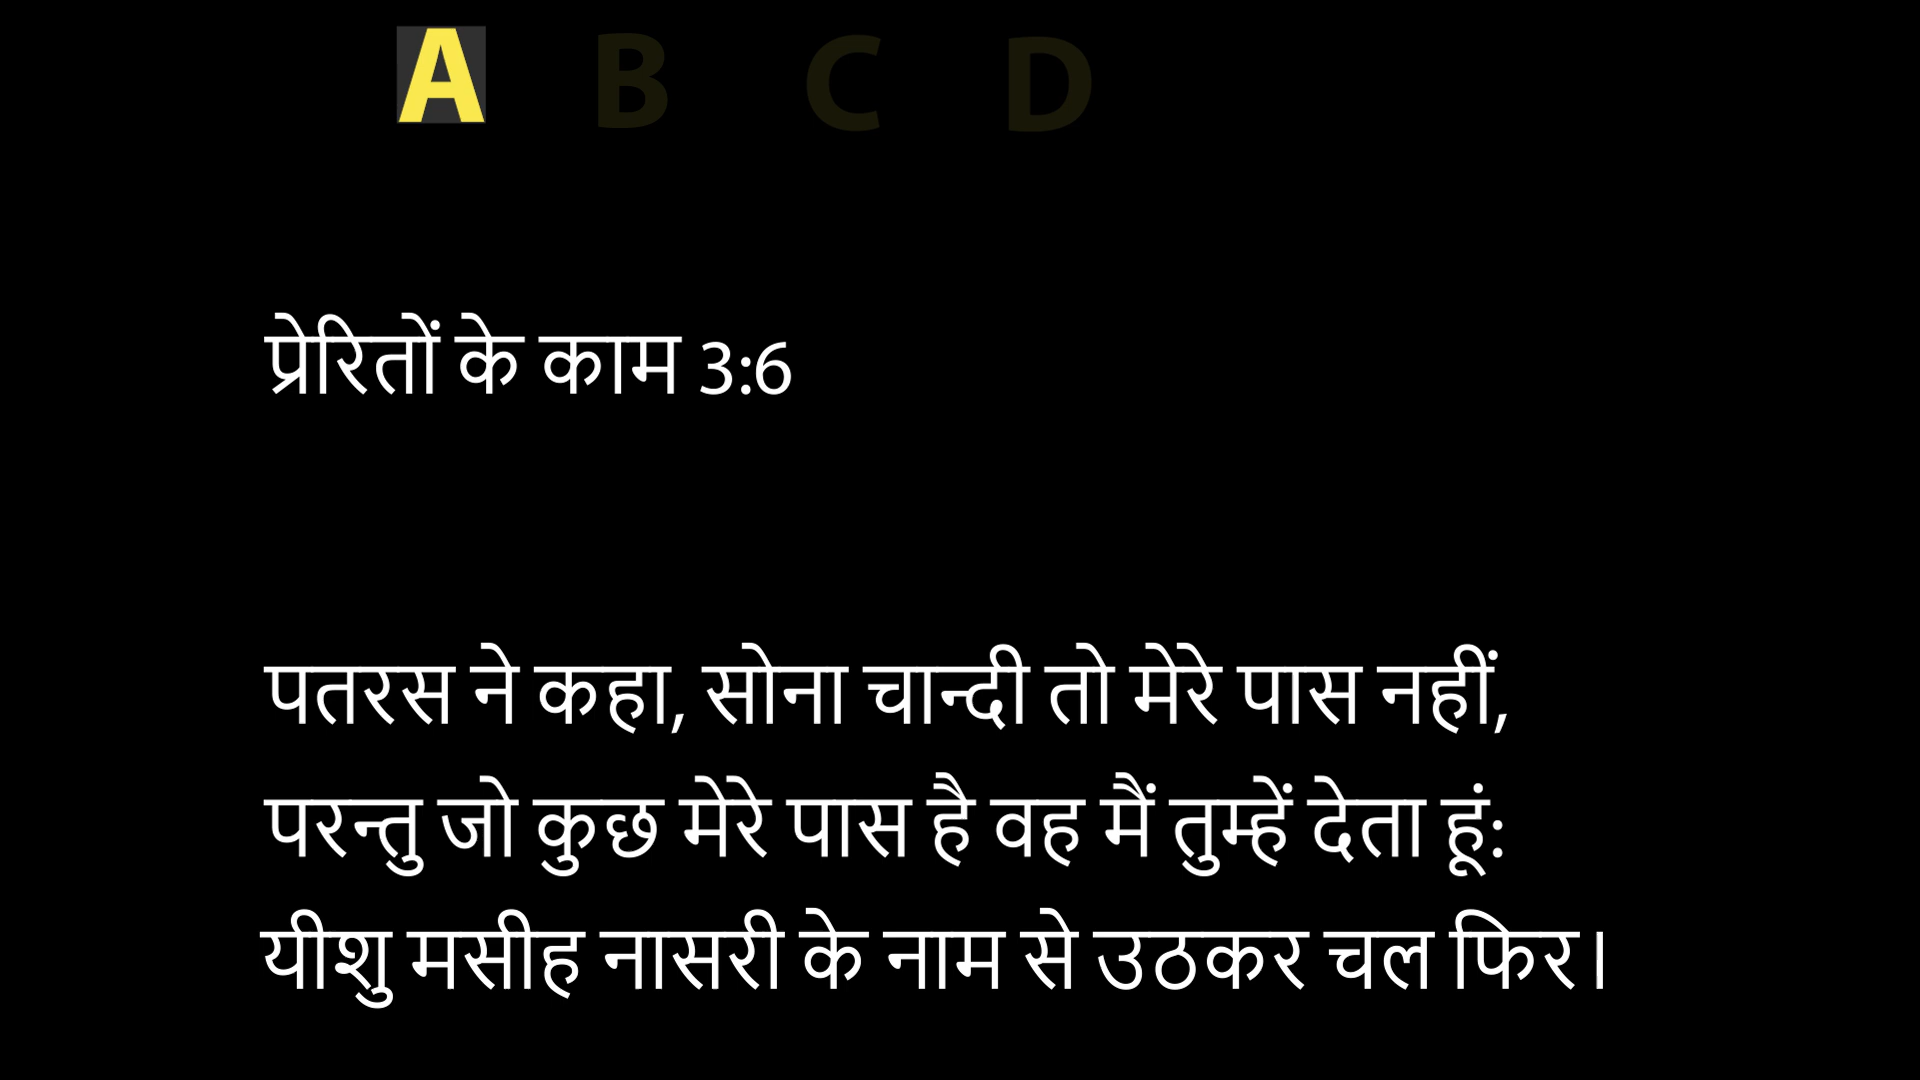 A B C D
प्रेरितों के काम 3:6
पतरस ने कहा, सोना चान्दी तो मेरे पास नहीं,
परन्तु जो कुछ मेरे पास है वह मैं तुम्हें देता हूं:
यीशु मसीह नासरी के नाम से उठकर चल फिर।